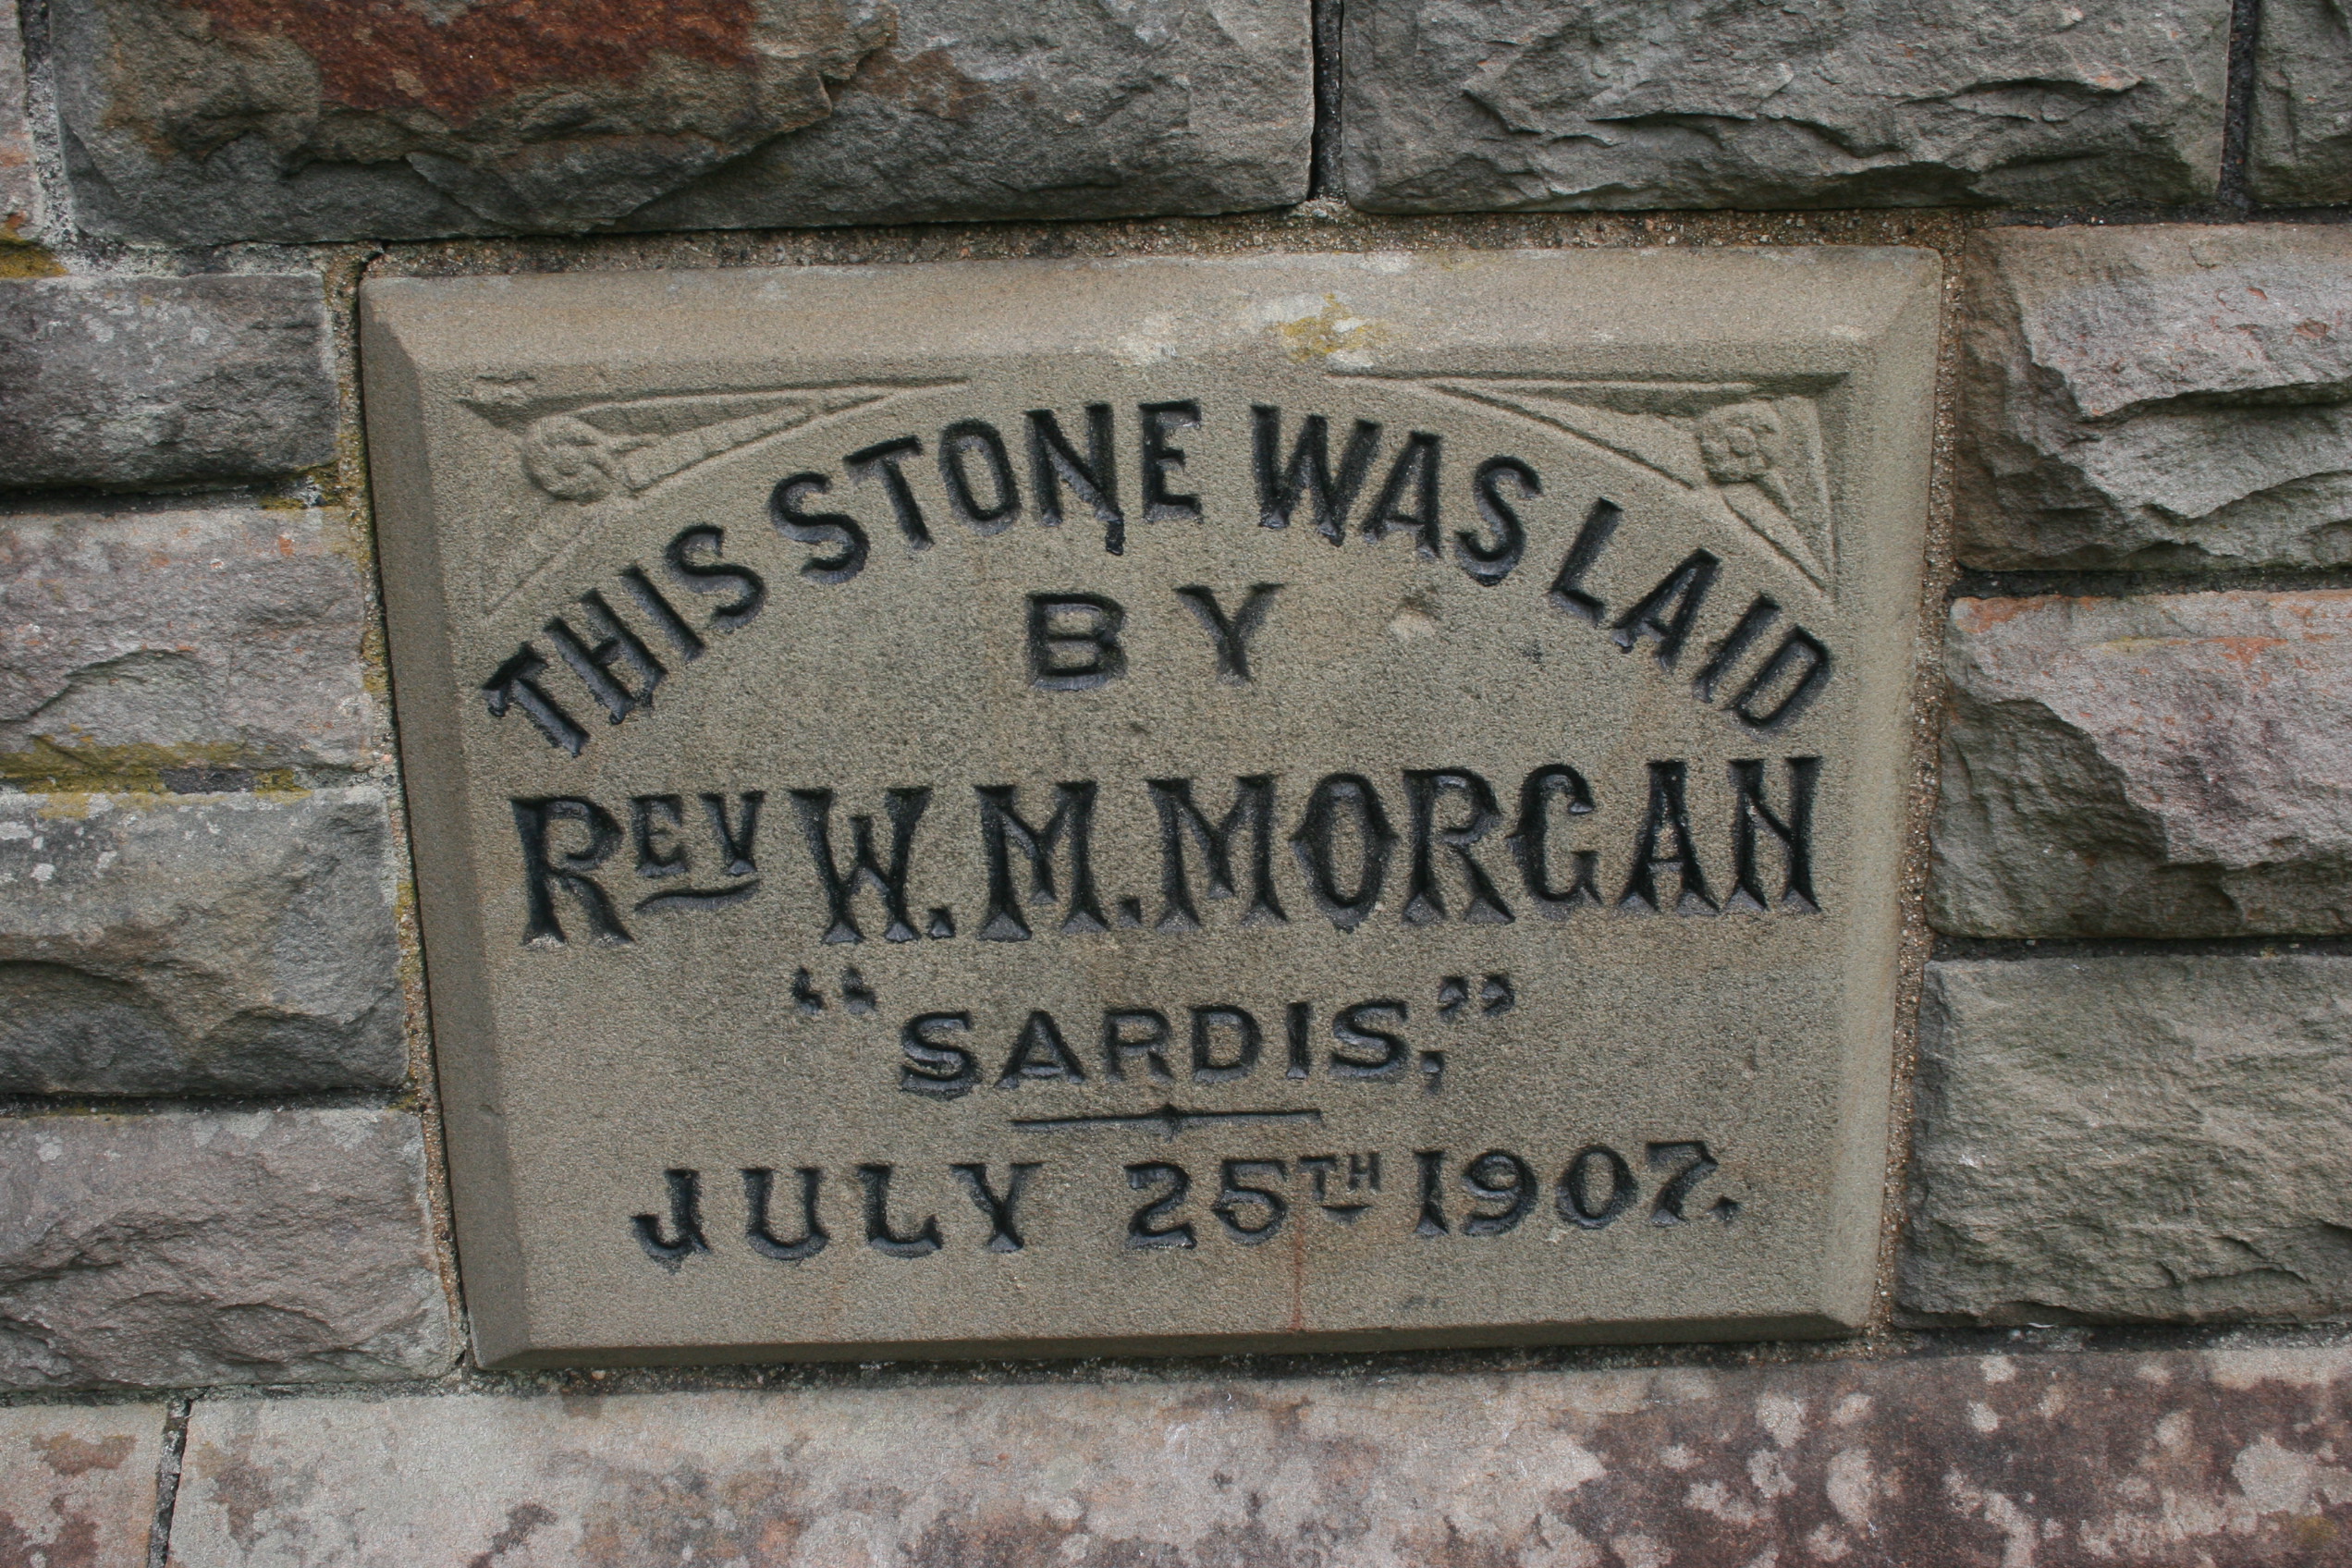 THIS STONE WAS LAID
BY
REV W. M. MORGAN
“SARDIS,”
JULY 25TH 1907.